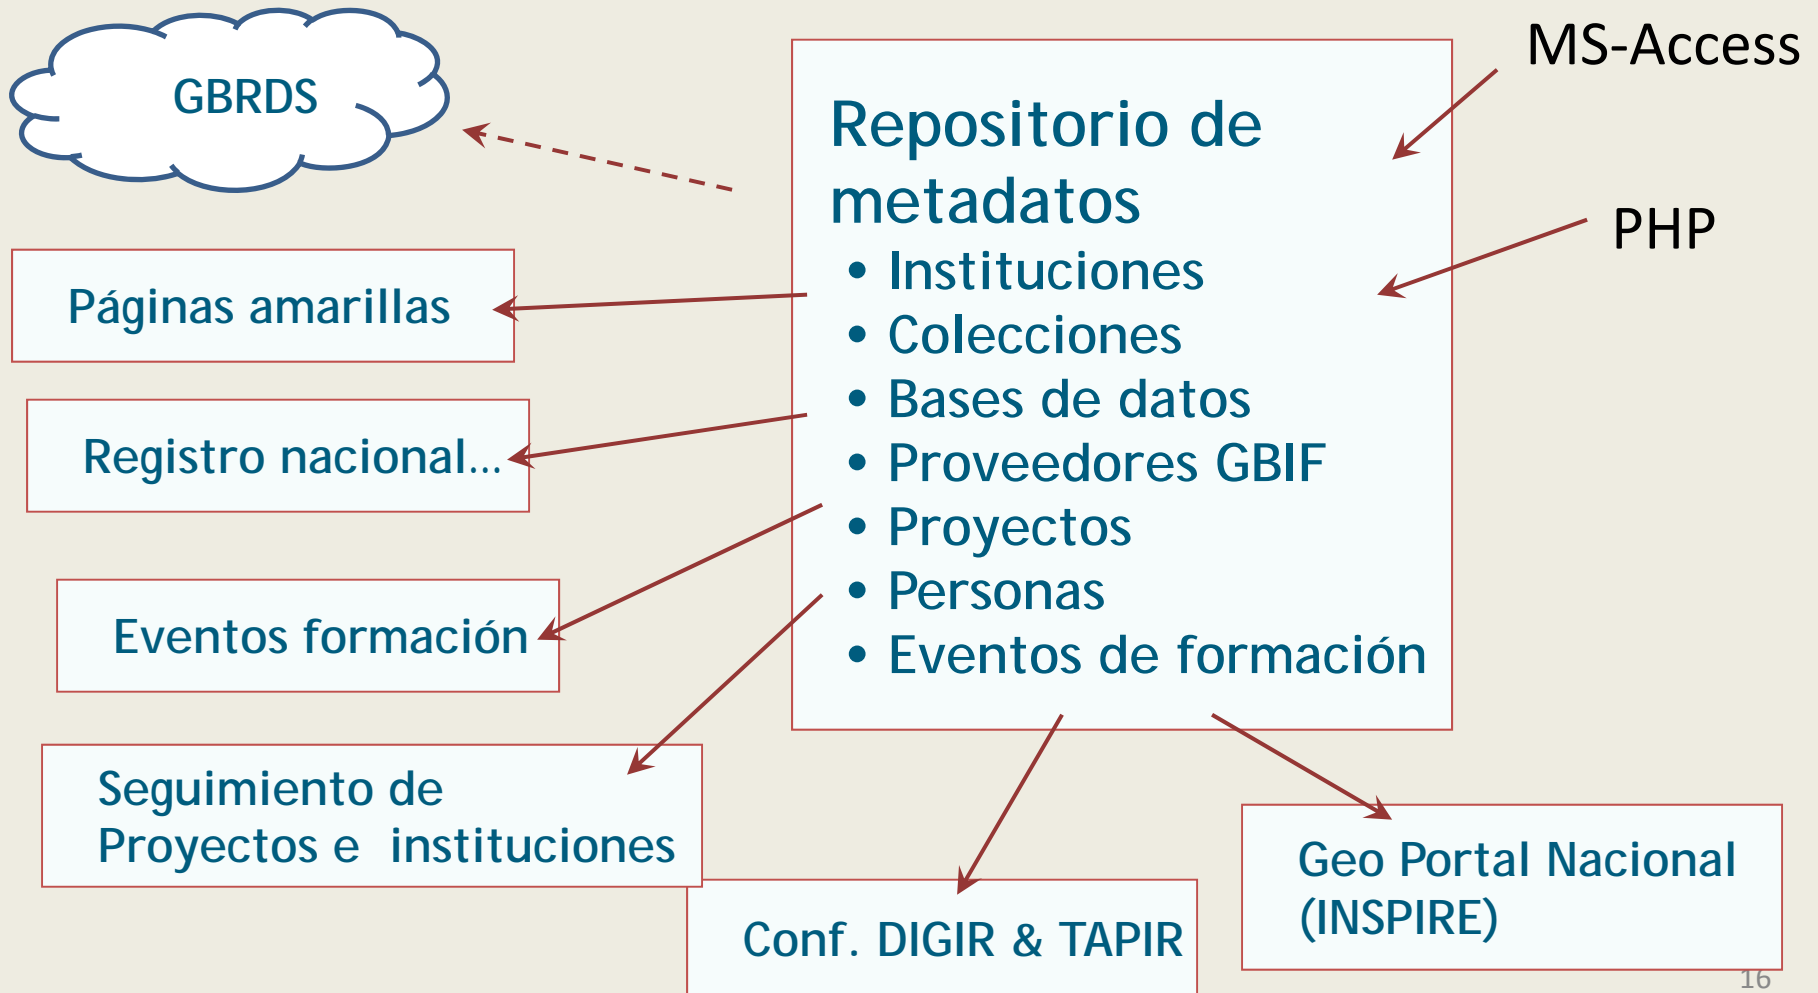 GBRDS
MS-Access
Repositorio de
metadatos
• Instituciones
• Colecciones
• Bases de datos
• Proveedores GBIF
• Proyectos
• Personas
• Eventos de formación
PHP
Páginas amarillas
Registro nacional...
Eventos formación
Seguimiento de
Proyectos e instituciones
Conf. DIGIR & TAPIR
Geo Portal Nacional
(INSPIRE)
16